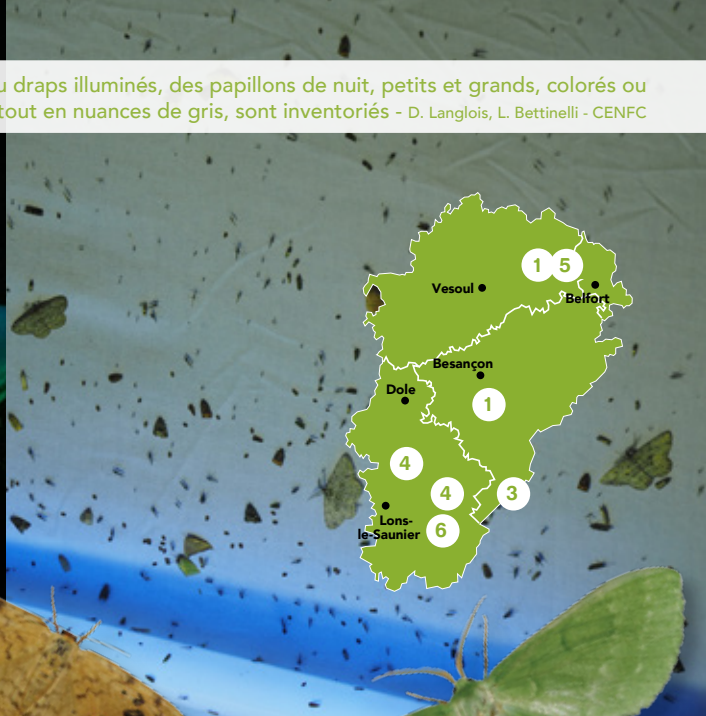 u draps illuminés, des papillons de nuit, petits et grands, colorés ou
tout en nuances de gris, sont inventoriés - D. Langlois, L. Bettinelli - CENFC
1 5
Vesoul
Belfort
Besançon
Dole
1
4
4 3
Lons-
le-Saunier
6